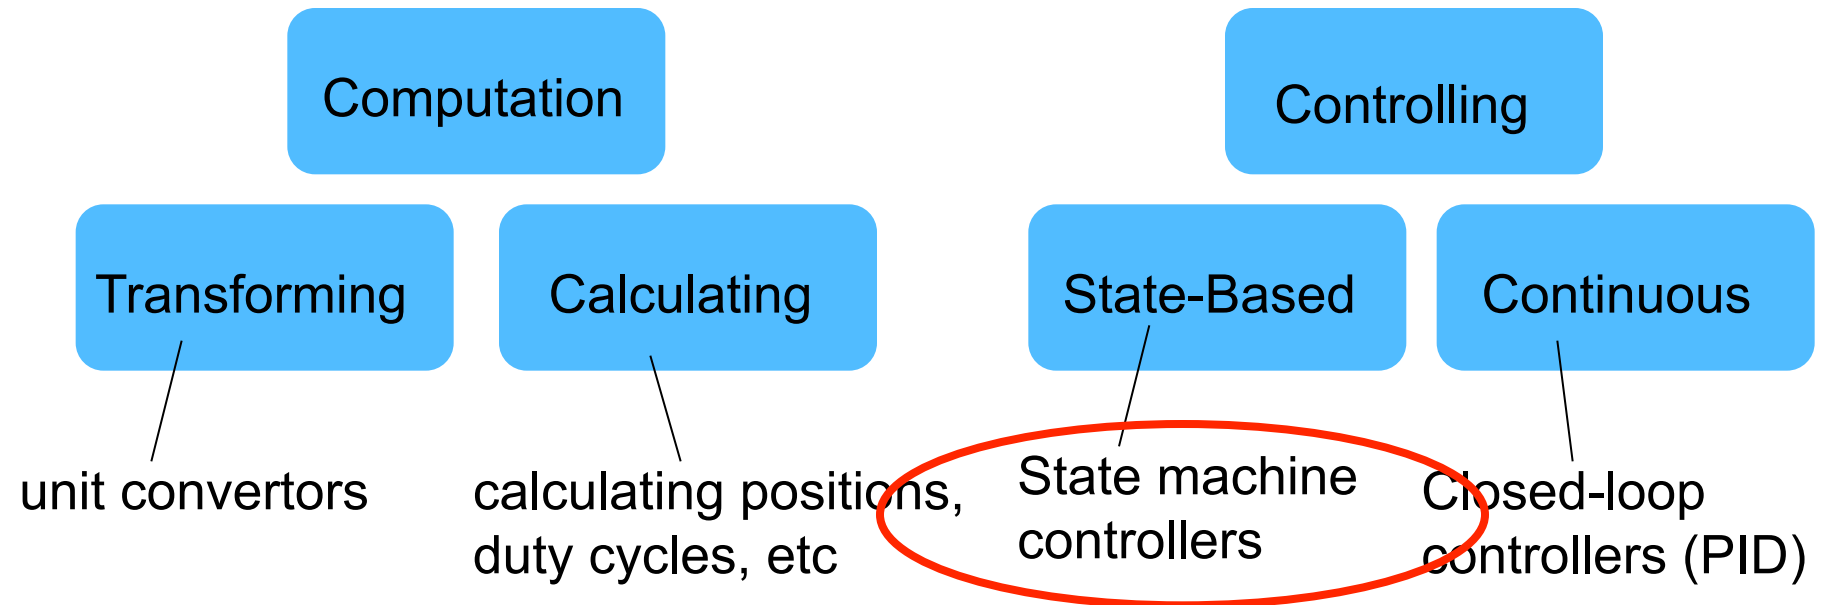 Computation
Controlling
Transforming
Calculating
State-Based
Continuous
unit convertors
calculating positions,
duty cycles, etc
State machine
controllers
Closed-loop
controllers (PID)